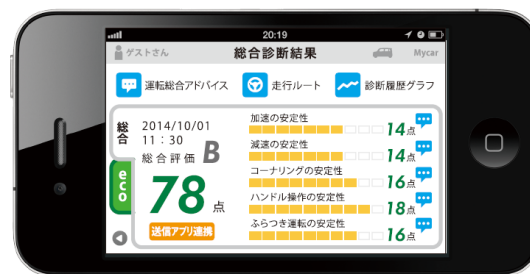 20:19
ゲストさん
総合診断結果
Mycar
運転総合アドバイス
走行ルート
診断履歴グラフ
総合
eco
2014/10/01
11：30
総合評価 B
78点
送信アプリ連携
加速の安定性
14点
減速の安定性
14点
コーナリングの安定性
16点
ハンドル操作の安定性
18点
ふらつき運転の安定性
16点